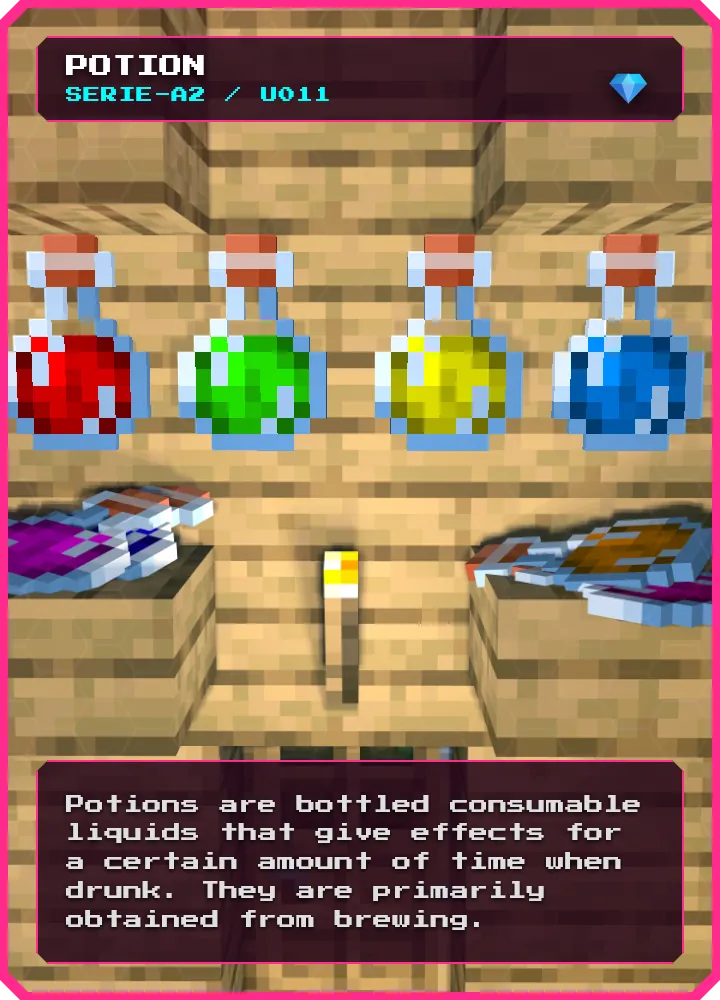 POTION
SERIE-A2 / U011
Potions are bottled consumable
liquids that give effects for
a certain amount of time when
drunk. They are primarily
obtained from brewing.